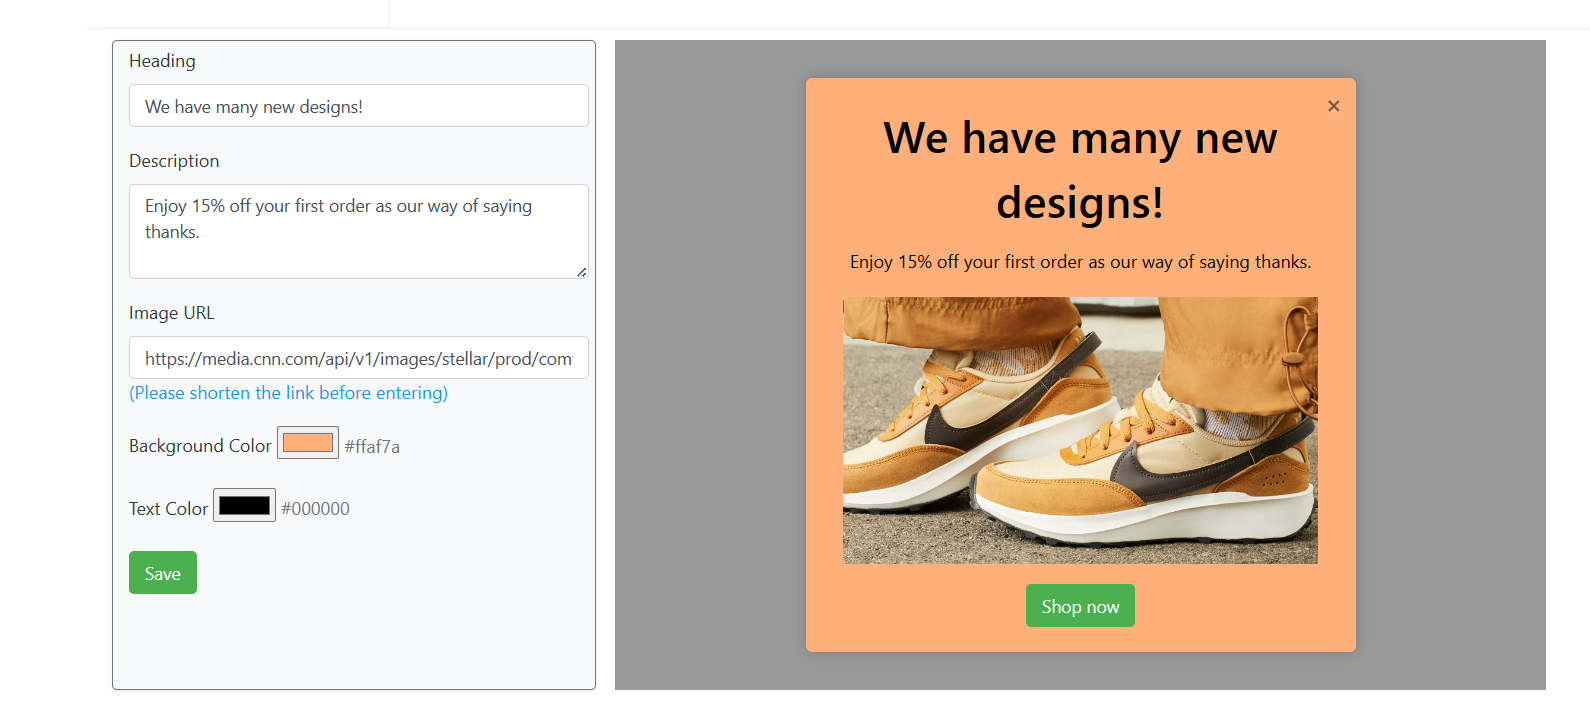 Heading
We have many new designs!
Description
Enjoy 15% off your first order as our way of saying
thanks.
Image URL
https://media.cnn.com/api/v1/images/stellar/prod/com
(Please shorten the link before entering)
Background Color #ffaf7a
Text Color #000000
Save
×
We have many new
designs!
Enjoy 15% off your first order as our way of saying thanks.
Shop now